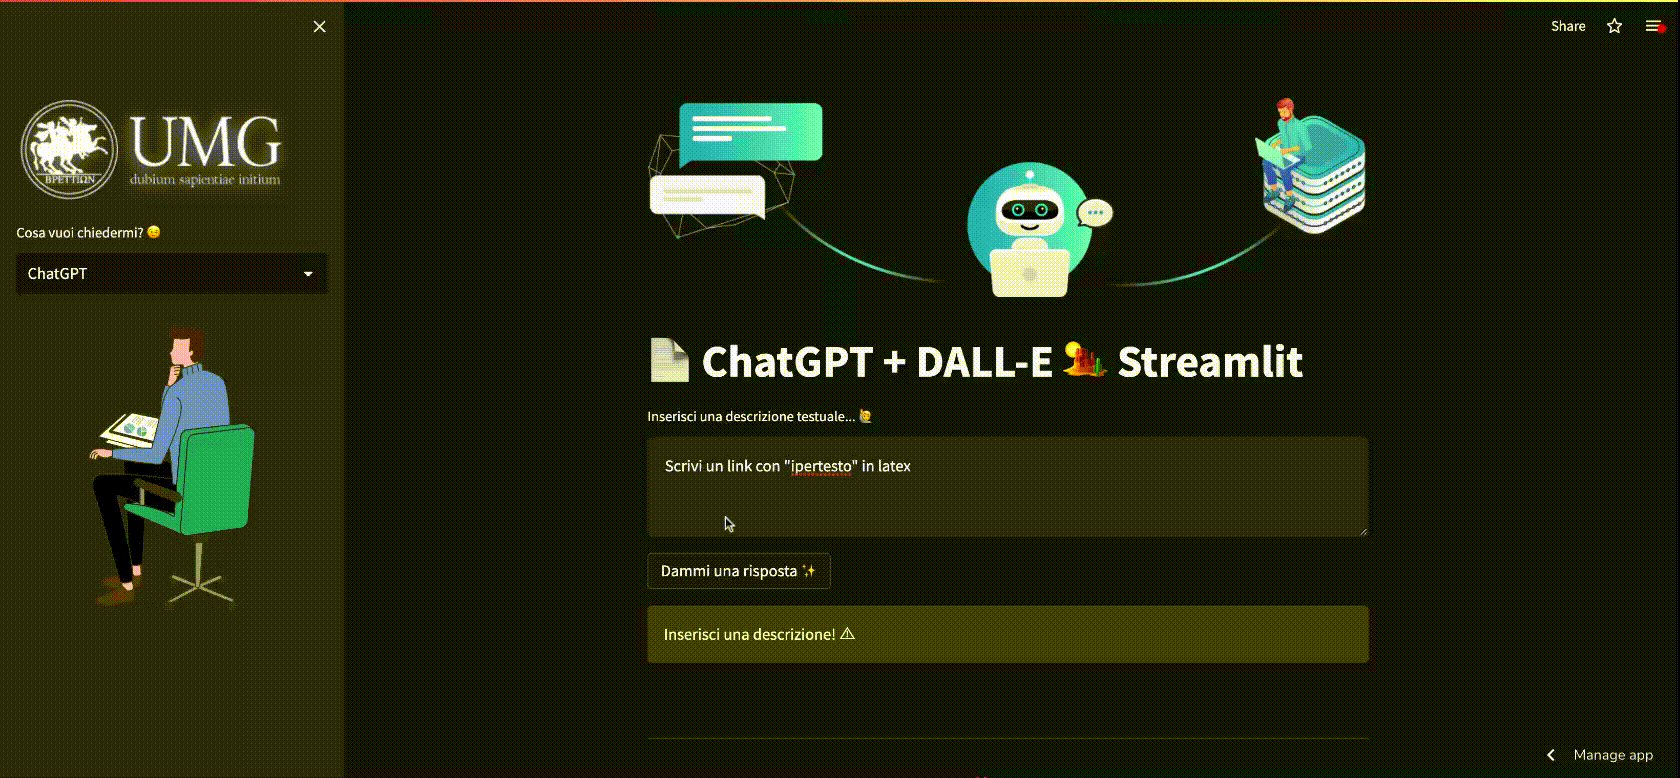 Share
ΒΡΕΤΤΙΩΝ
UMG
dubium sapientiae initium
Cosa vuoi chiedermi? 😉
ChatGPT
📄 ChatGPT + DALL-E 🏜️ Streamlit
Inserisci una descrizione testuale... 🙋
Scrivi un link con "ipertesto" in latex
Dammi una risposta ✨
Inserisci una descrizione! ⚠
Manage app